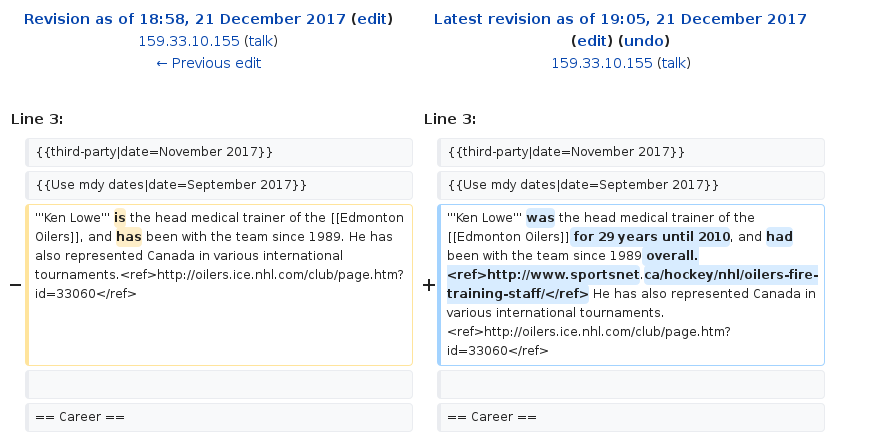 Revision as of 18:58, 21 December 2017 (edit)
159.33.10.155 (talk)
← Previous edit
Latest revision as of 19:05, 21 December 2017
(edit) (undo)
159.33.10.155 (talk)
Line 3:
Line 3:
{{third-party|date=November 2017}}
{{third-party|date=November 2017}}
{{Use mdy dates|date=September 2017}}
{{Use mdy dates|date=September 2017}}
−
'''Ken Lowe''' is the head medical trainer of the [[Edmonton
Oilers]], and has been with the team since 1989. He has
also represented Canada in various international
tournaments.<ref>http://oilers.ice.nhl.com/club/page.htm?
id=33060</ref>
+
'''Ken Lowe''' was the head medical trainer of the
[[Edmonton Oilers]] for 29 years until 2010, and had
been with the team since 1989 overall.
<ref>http://www.sportsnet.ca/hockey/nhl/oilers-fire-
training-staff/</ref> He has also represented Canada in
various international tournaments.
<ref>http://oilers.ice.nhl.com/club/page.htm?
id=33060</ref>
== Career ==
== Career ==